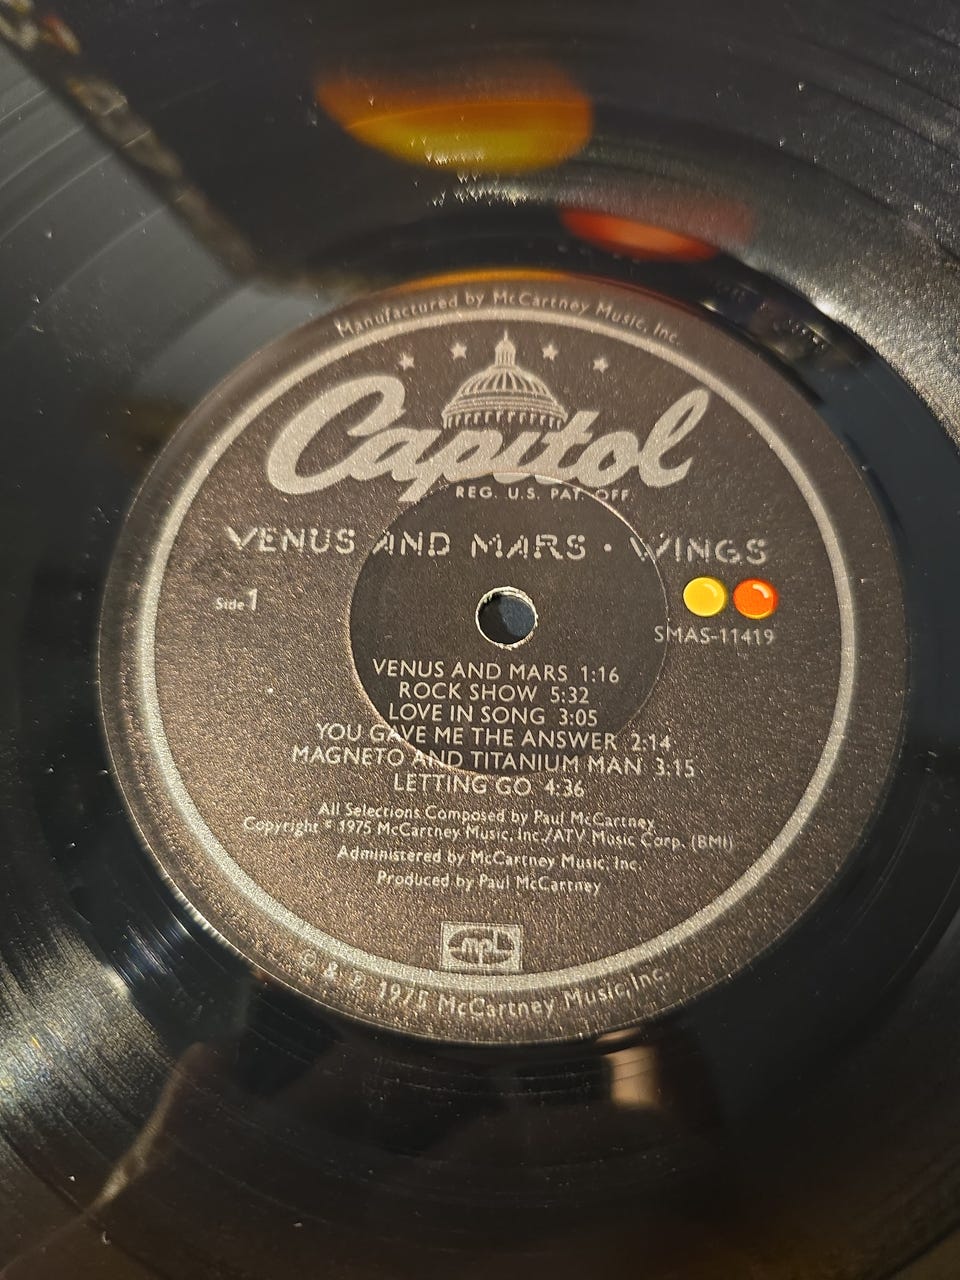 Manufactured by McCartney Music, Inc.
Capitol
REG. U.S. PAT. OFF.
VENUS AND MARS • WINGS
Side 1
SMAS-11419
VENUS AND MARS 1:16
ROCK SHOW 5:32
LOVE IN SONG 3:05
YOU GAVE ME THE ANSWER 2:14
MAGNETO AND TITANIUM MAN 3:15
LETTING GO 4:36
All Selections Composed by Paul McCartney
Copyright © 1975 McCartney Music, Inc./ATV Music Corp. (BMI)
Administered by McCartney Music, Inc.
Produced by Paul McCartney
mpl
© & ℗ 1975 McCartney Music, Inc.